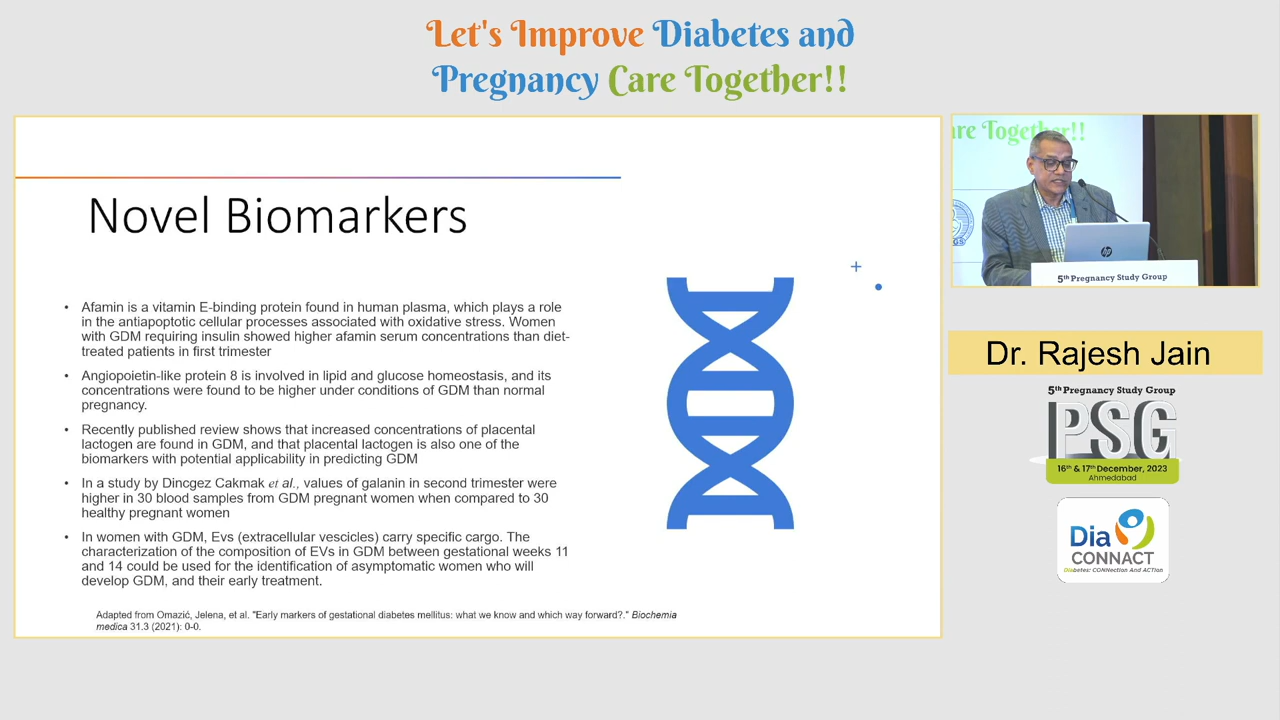 Let's Improve Diabetes and
Pregnancy Care Together!!
Novel Biomarkers
• Afamin is a vitamin E-binding protein found in human plasma, which plays a role
in the antiapoptotic cellular processes associated with oxidative stress. Women
with GDM requiring insulin showed higher afamin serum concentrations than diet-
treated patients in first trimester
• Angiopoietin-like protein 8 is involved in lipid and glucose homeostasis, and its
concentrations were found to be higher under conditions of GDM than normal
pregnancy.
• Recently published review shows that increased concentrations of placental
lactogen are found in GDM, and that placental lactogen is also one of the
biomarkers with potential applicability in predicting GDM
• In a study by Dincgez Cakmak et al., values of galanin in second trimester were
higher in 30 blood samples from GDM pregnant women when compared to 30
healthy pregnant women
• In women with GDM, Evs (extracellular vescicles) carry specific cargo. The
characterization of the composition of EVs in GDM between gestational weeks 11
and 14 could be used for the identification of asymptomatic women who will
develop GDM, and their early treatment.
Adapted from Omazić, Jelena, et al. "Early markers of gestational diabetes mellitus: what we know and which way forward?." Biochemia
medica 31.3 (2021): 0-0.
are Together!!
hp
5th Pregnancy Study Group
Dr. Rajesh Jain
5th Pregnancy Study Group
PSG
16th & 17th December, 2023
Ahmedabad
Dia
CONNACT
Diabetes: CONNection And ACTion